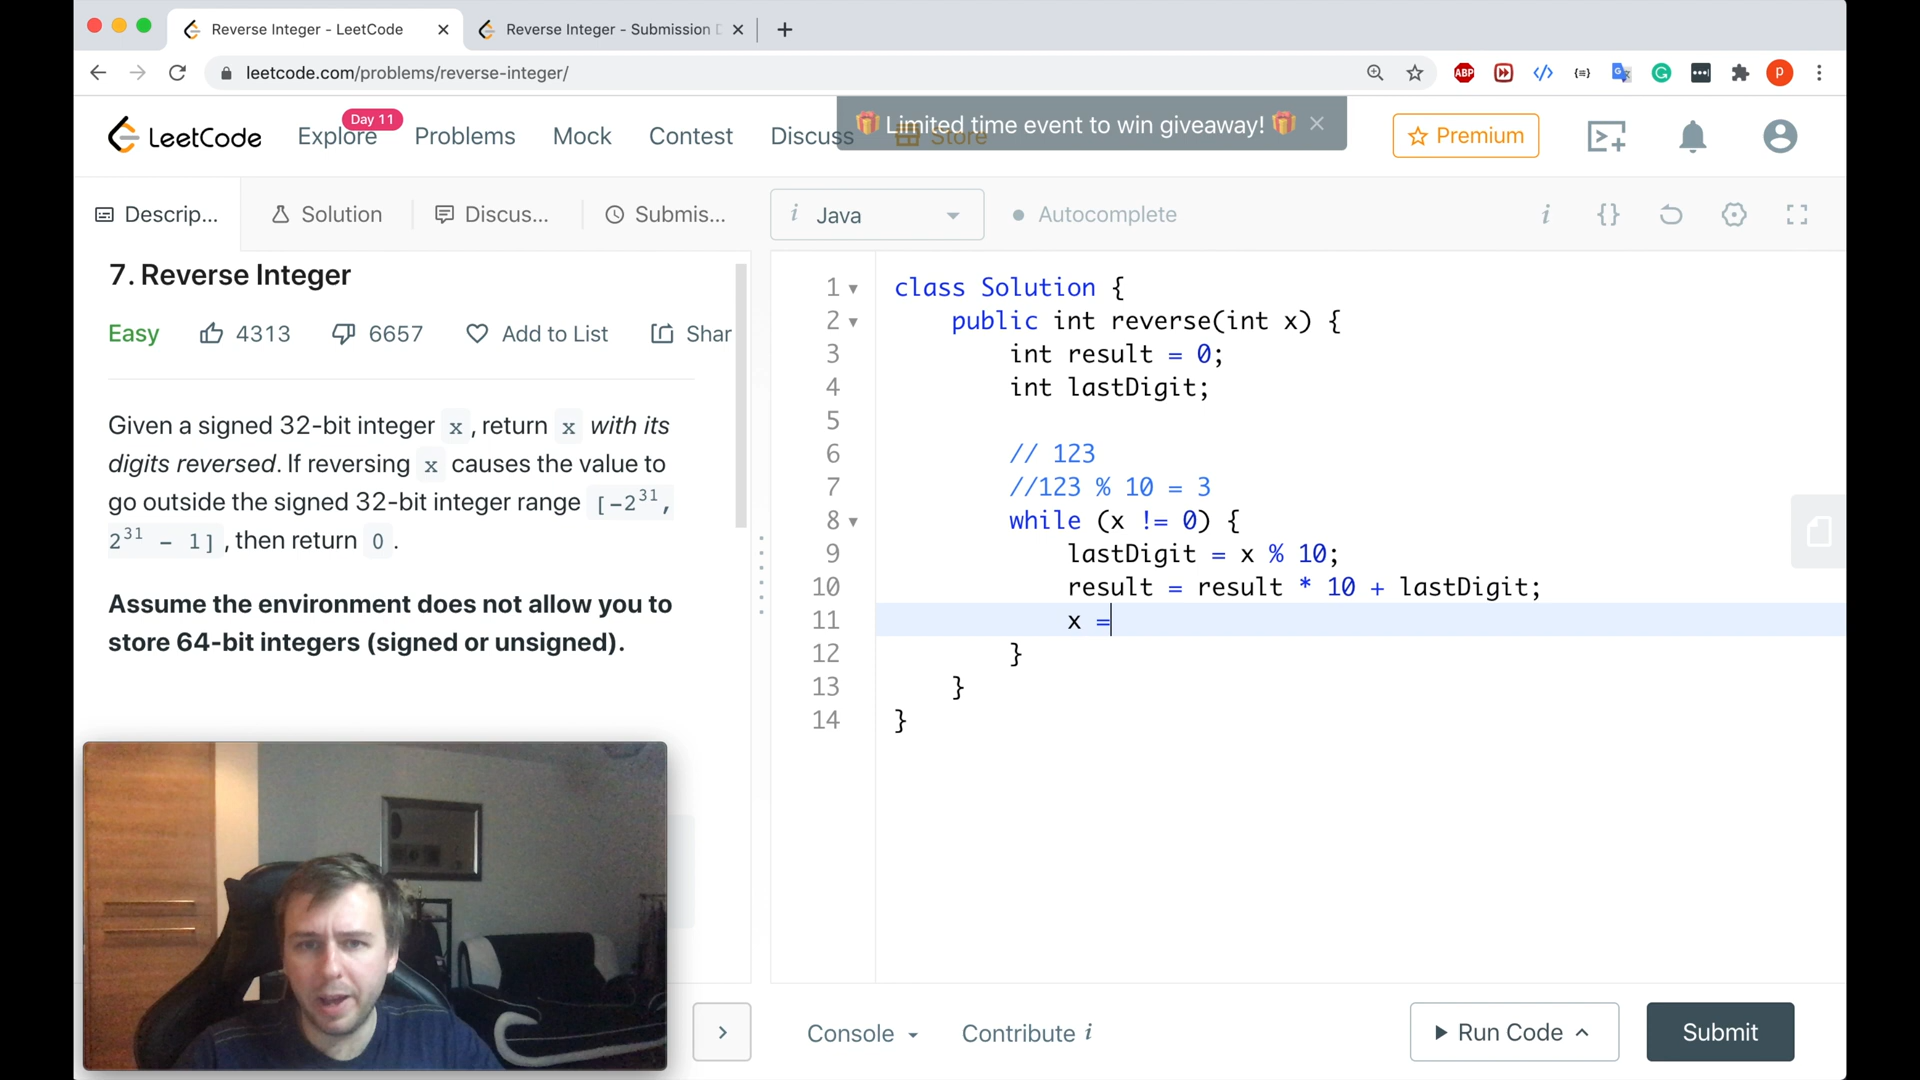 Reverse Integer - LeetCode
Reverse Integer - Submission D
leetcode.com/problems/reverse-integer/
ABP
P
LeetCode
Explore
Day 11
Problems
Mock
Contest
Discuss
Store
🎁 Limited time event to win giveaway! 🎁
Premium
Descrip...
Solution
Discus...
Submis...
i Java
Autocomplete
i {}
7. Reverse Integer
Easy 4313 6657 Add to List Shar
Given a signed 32-bit integer x, return x with its
digits reversed. If reversing x causes the value to
go outside the signed 32-bit integer range [-2³¹,
2³¹ - 1], then return 0.
Assume the environment does not allow you to
store 64-bit integers (signed or unsigned).
1 class Solution {
2 public int reverse(int x) {
3 int result = 0;
4 int lastDigit;
5
6 // 123
7 //123 % 10 = 3
8 while (x != 0) {
9 lastDigit = x % 10;
10 result = result * 10 + lastDigit;
11 x =
12 }
13 }
14 }
Console
Contribute i
Run Code
Submit